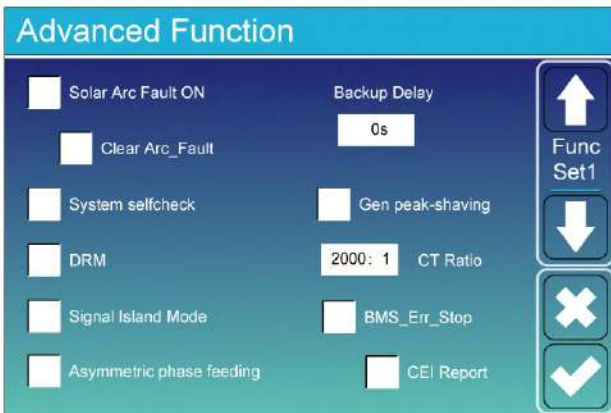 Advanced Function
Solar Arc Fault ON
Backup Delay
0s
Clear Arc_Fault
Func
Set1
System selfcheck
Gen peak-shaving
DRM
2000: 1
CT Ratio
Signal Island Mode
BMS_Err_Stop
Asymmetric phase feeding
CEI Report